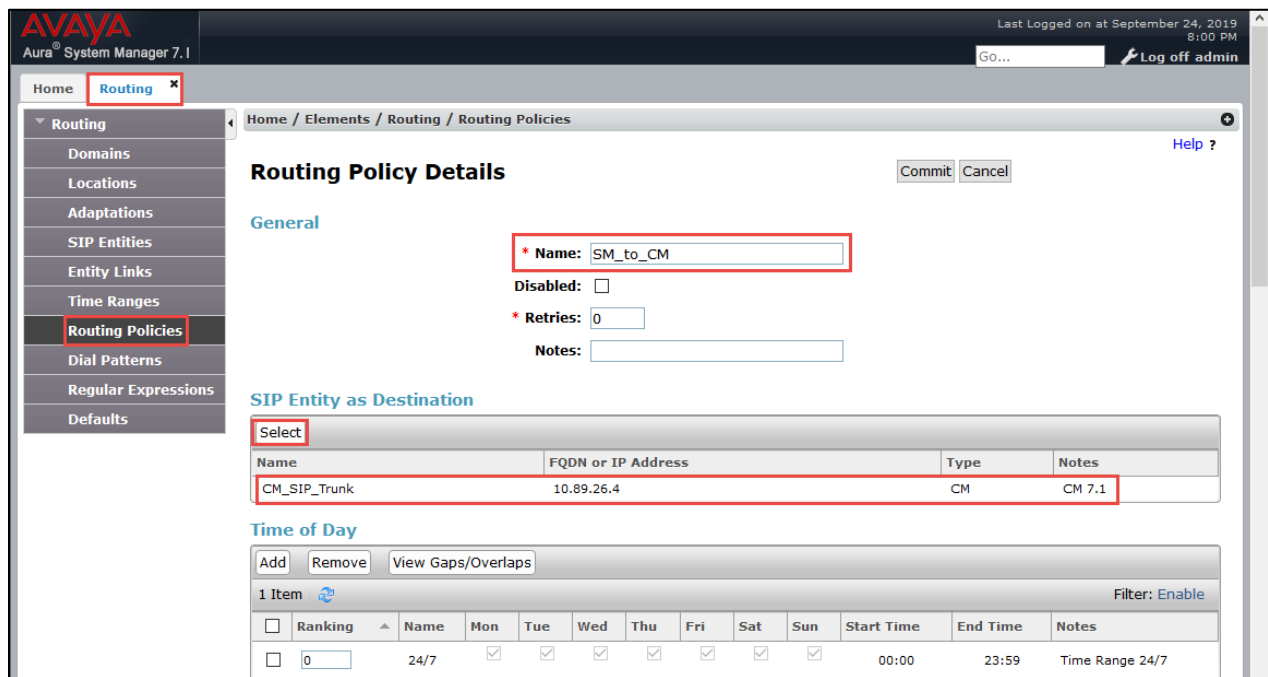 AVAYA
Aura® System Manager 7.1
Last Logged on at September 24, 2019
8:00 PM
Go...
Log off admin
Home
Routing ×
Routing
Domains
Locations
Adaptations
SIP Entities
Entity Links
Time Ranges
Routing Policies
Dial Patterns
Regular Expressions
Defaults
Home / Elements / Routing / Routing Policies
Help ?
Routing Policy Details
Commit Cancel
General
* Name: SM_to_CM
Disabled:
* Retries: 0
Notes:
SIP Entity as Destination
Select
Name FQDN or IP Address Type Notes
CM_SIP_Trunk 10.89.26.4 CM CM 7.1
Time of Day
Add Remove View Gaps/Overlaps
1 Item Filter: Enable
Ranking Name Mon Tue Wed Thu Fri Sat Sun Start Time End Time Notes
0 24/7 00:00 23:59 Time Range 24/7